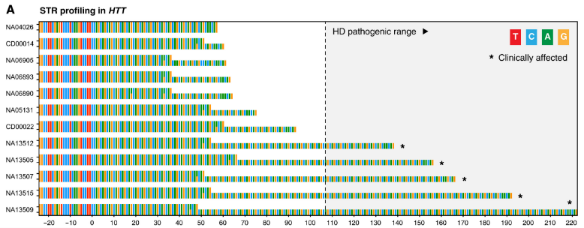 A
STR profiling in HTT
HD pathogenic range ▶
T C A G
* Clinically affected
NA04026
CD00014
NA06905
NA06893
NA06890
NA05131
CD00022
NA13512 *
NA13505 *
NA13507 *
NA13515 *
NA13509 *
−20 −10 0 10 20 30 40 50 60 70 80 90 100 110 120 130 140 150 160 170 180 190 200 210 220